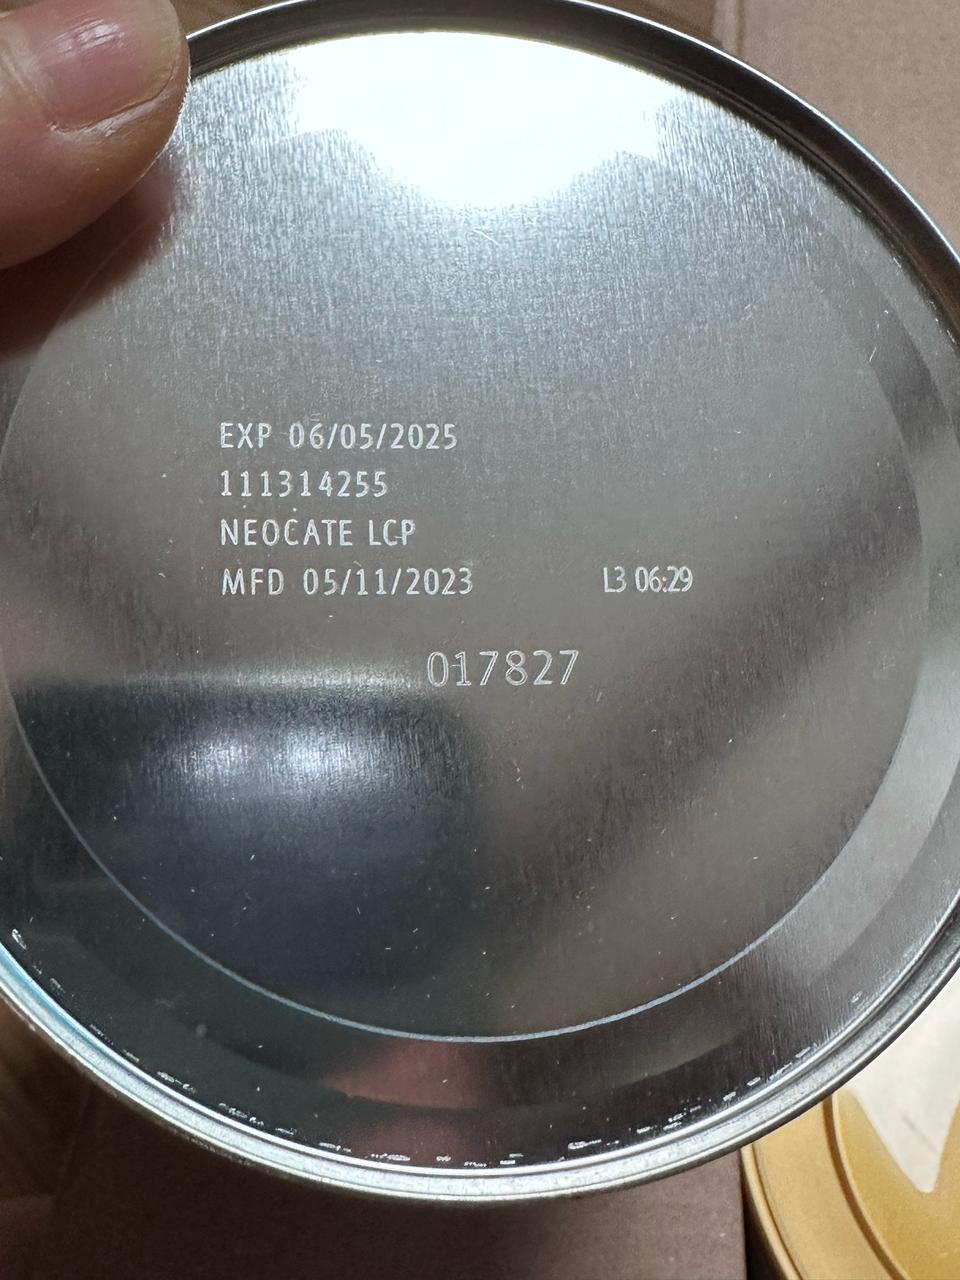 EXP 06/05/2025
111314255
NEOCATE LCP
MFD 05/11/2023 L3 06:29
017827